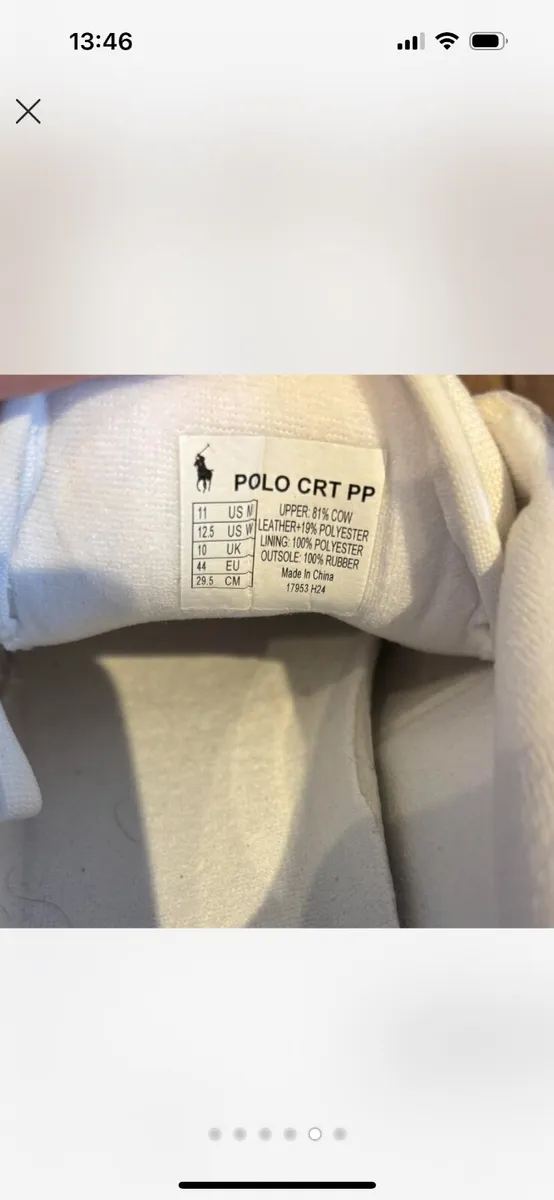 13:46
POLO CRT PP
11 US M
12.5 US W
10 UK
44 EU
29.5 CM
UPPER: 81% COW
LEATHER+19% POLYESTER
LINING: 100% POLYESTER
OUTSOLE: 100% RUBBER
Made In China
17953 H24